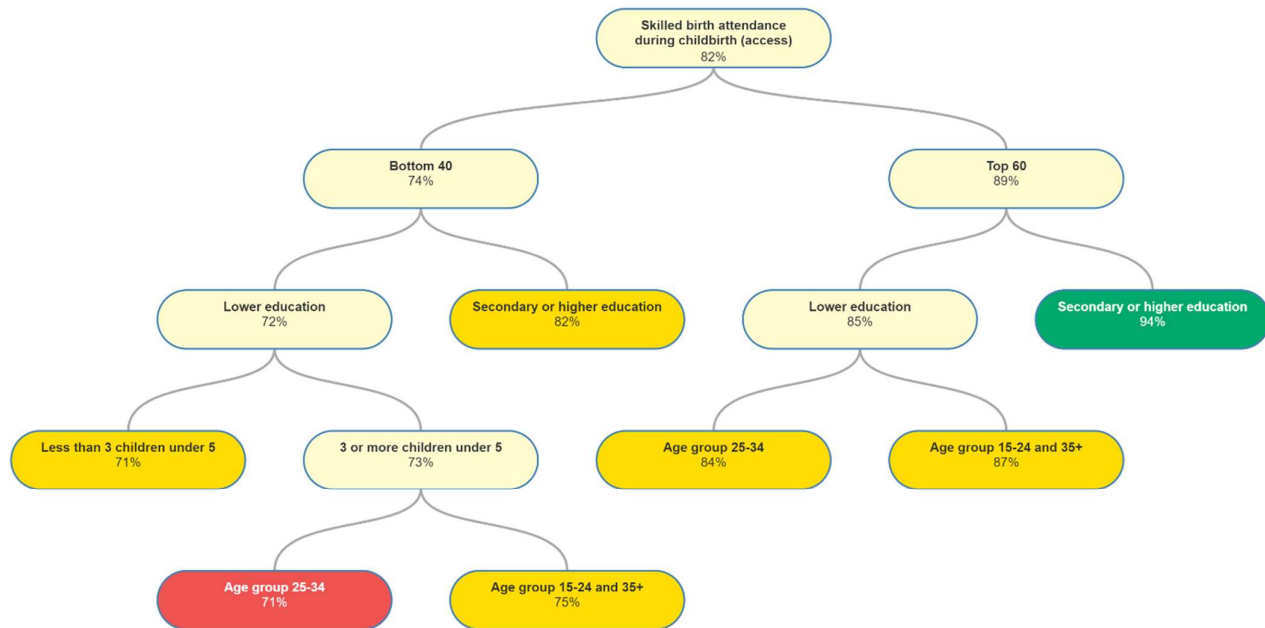 Skilled birth attendance
during childbirth (access)
82%
Bottom 40
74%
Top 60
89%
Lower education
72%
Secondary or higher education
82%
Lower education
85%
Secondary or higher education
94%
Less than 3 children under 5
71%
3 or more children under 5
73%
Age group 25-34
84%
Age group 15-24 and 35+
87%
Age group 25-34
71%
Age group 15-24 and 35+
75%